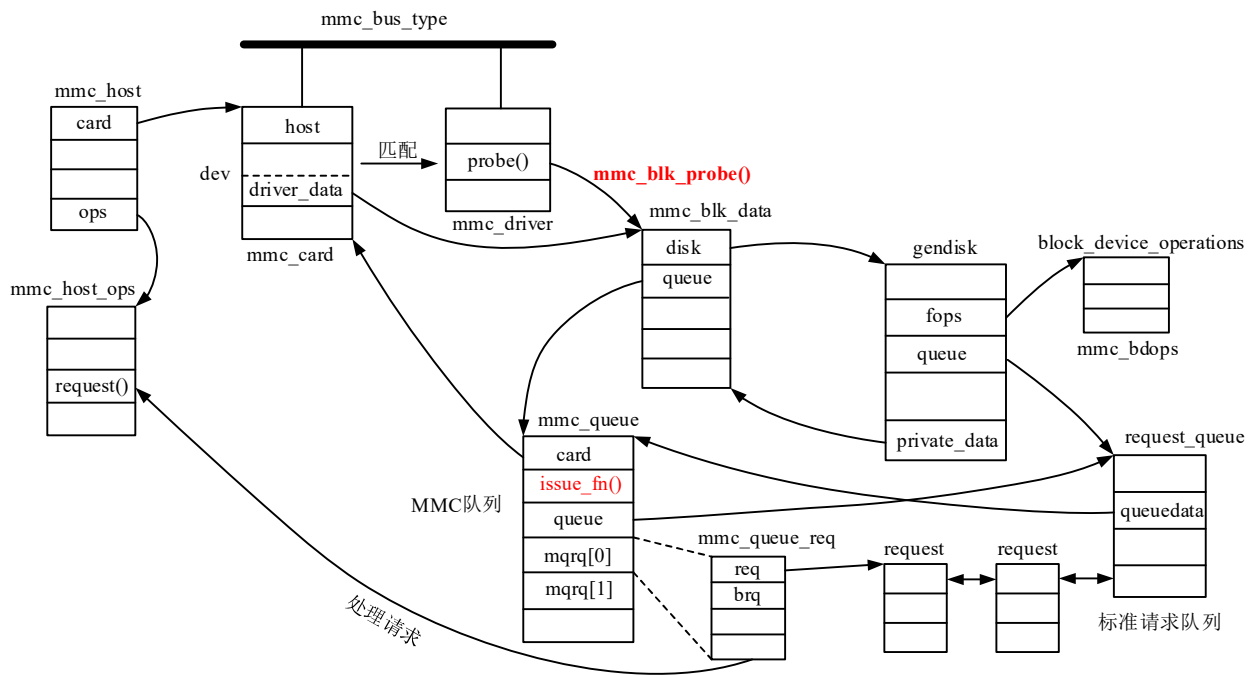 mmc_bus_type
mmc_host
card
ops
host
dev
driver_data
mmc_card
匹配
probe()
mmc_driver
mmc_blk_probe()
mmc_blk_data
disk
queue
gendisk
fops
queue
private_data
block_device_operations
mmc_bdops
mmc_host_ops
request()
mmc_queue
card
issue_fn()
queue
mqrq[0]
mqrq[1]
MMC队列
request_queue
queuedata
mmc_queue_req
req
brq
request
request
标准请求队列
处理请求